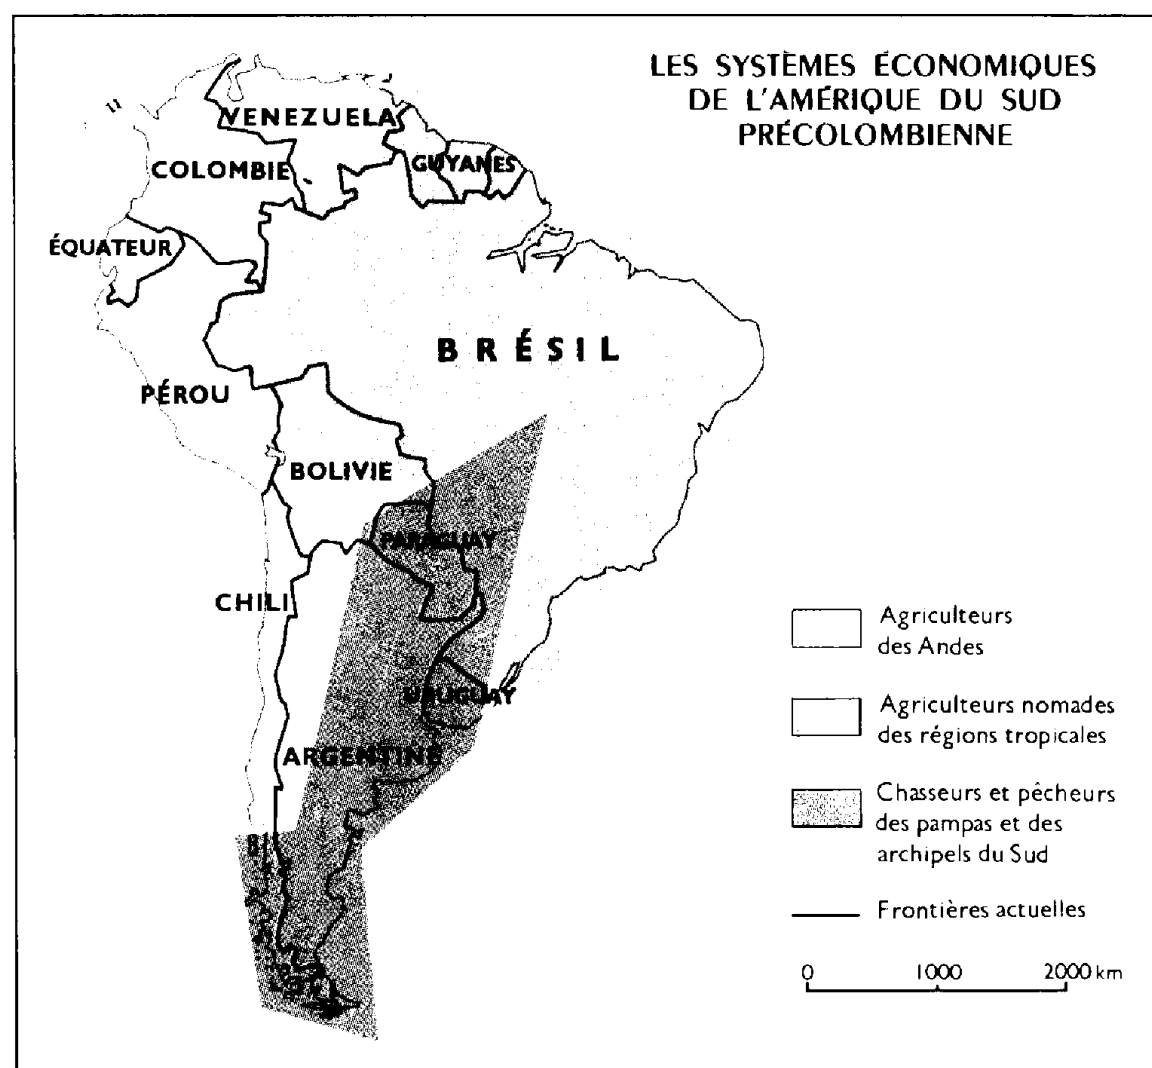 LES SYSTÈMES ÉCONOMIQUES
DE L'AMÉRIQUE DU SUD
PRÉCOLOMBIENNE
VENEZUELA
COLOMBIE
GUYANES
ÉQUATEUR
BRÉSIL
PÉROU
BOLIVIE
PARAGUAY
CHILI
URUGUAY
ARGENTINE
Agriculteurs
des Andes
Agriculteurs nomades
des régions tropicales
Chasseurs et pêcheurs
des pampas et des
archipels du Sud
Frontières actuelles
0 1000 2000 km